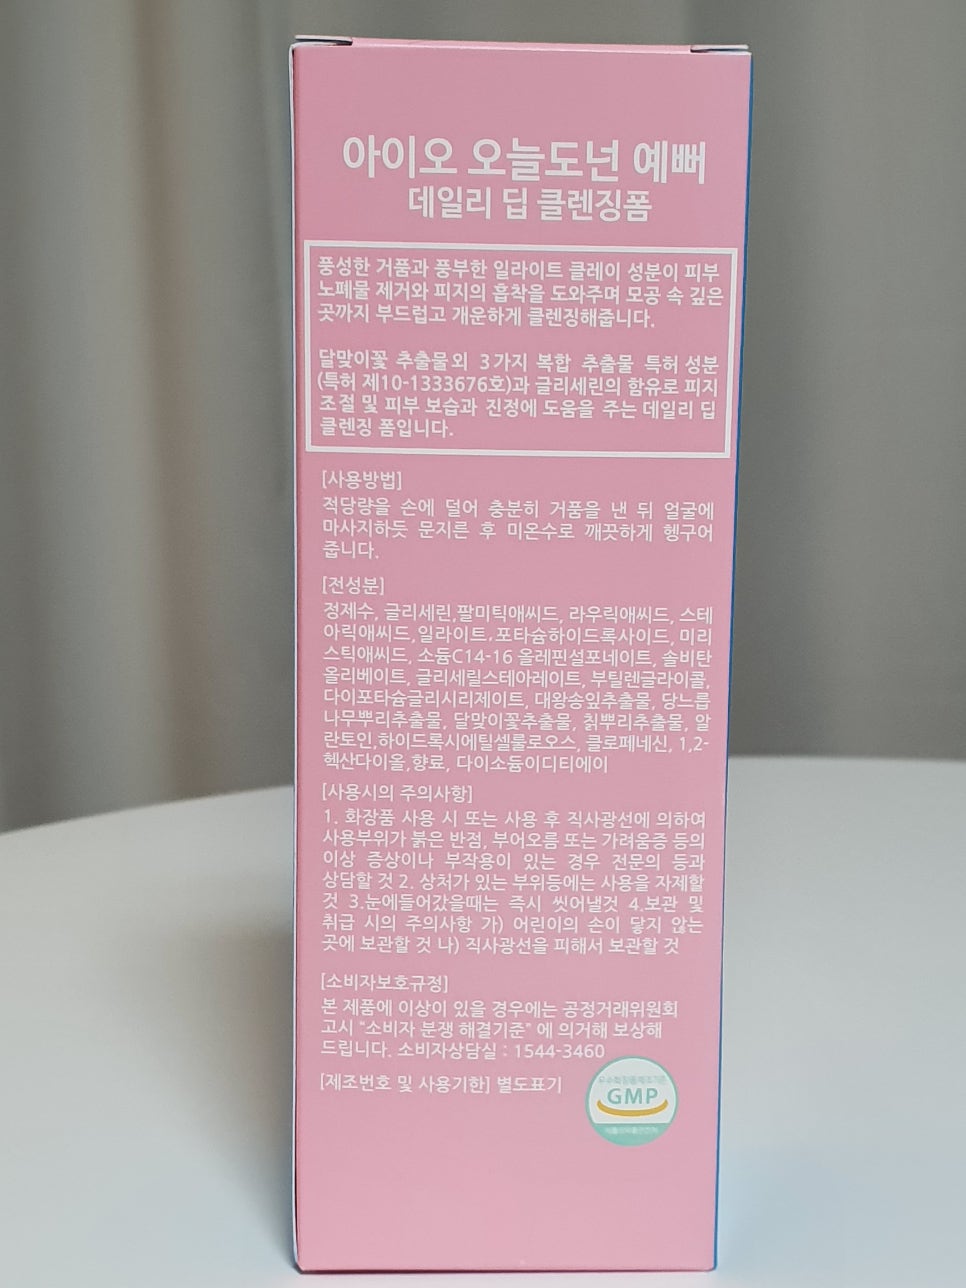 아이오 오늘도넌 예뻐
데일리 딥 클렌징폼
풍성한 거품과 풍부한 일라이트 클레이 성분이 피부
노폐물 제거와 피지의 흡착을 도와주며 모공 속 깊은
곳까지 부드럽고 개운하게 클렌징해줍니다.
달맞이꽃 추출물외 3가지 복합 추출물 특허 성분
(특허 제10-1333676호)과 글리세린의 함유로 피지
조절 및 피부 보습과 진정에 도움을 주는 데일리 딥
클렌징 폼입니다.
[사용방법]
적당량을 손에 덜어 충분히 거품을 낸 뒤 얼굴에
마사지하듯 문지른 후 미온수로 깨끗하게 헹구어
줍니다.
[전성분]
정제수, 글리세린,팔미틱애씨드, 라우릭애씨드, 스테
아릭애씨드,일라이트,포타슘하이드록사이드, 미리
스틱애씨드, 소듐C14-16 올레핀설포네이트, 솔비탄
올리베이트, 글리세릴스테아레이트, 부틸렌글라이콜,
다이포타슘글리시리제이트, 대왕송잎추출물, 당느릅
나무뿌리추출물, 달맞이꽃추출물, 칡뿌리추출물, 알
란토인,하이드록시에틸셀룰로오스, 클로페네신, 1,2-
헥산다이올,향료, 다이소듐이디티에이
[사용시의 주의사항]
1. 화장품 사용 시 또는 사용 후 직사광선에 의하여
사용부위가 붉은 반점, 부어오름 또는 가려움증 등의
이상 증상이나 부작용이 있는 경우 전문의 등과
상담할 것 2. 상처가 있는 부위등에는 사용을 자제할
것 3.눈에들어갔을때는 즉시 씻어낼것 4.보관 및
취급 시의 주의사항 가) 어린이의 손이 닿지 않는
곳에 보관할 것 나) 직사광선을 피해서 보관할 것
[소비자보호규정]
본 제품에 이상이 있을 경우에는 공정거래위원회
고시 “소비자 분쟁 해결기준” 에 의거해 보상해
드립니다. 소비자상담실 : 1544-3460
[제조번호 및 사용기한] 별도표기
우수화장품제조기준
GMP
식품의약품안전처